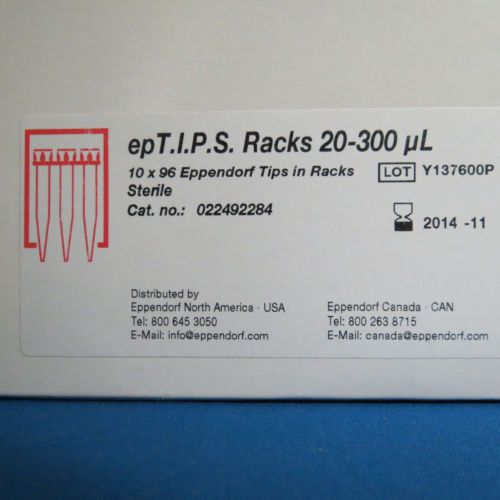 epT.I.P.S. Racks 20-300 µL
10 x 96 Eppendorf Tips in Racks
Sterile
Cat. no.: 022492284
LOT Y137600P
2014 -11
Distributed by
Eppendorf North America · USA
Tel: 800 645 3050
E-Mail: info@eppendorf.com
Eppendorf Canada · CAN
Tel: 800 263 8715
E-Mail: canada@eppendorf.com